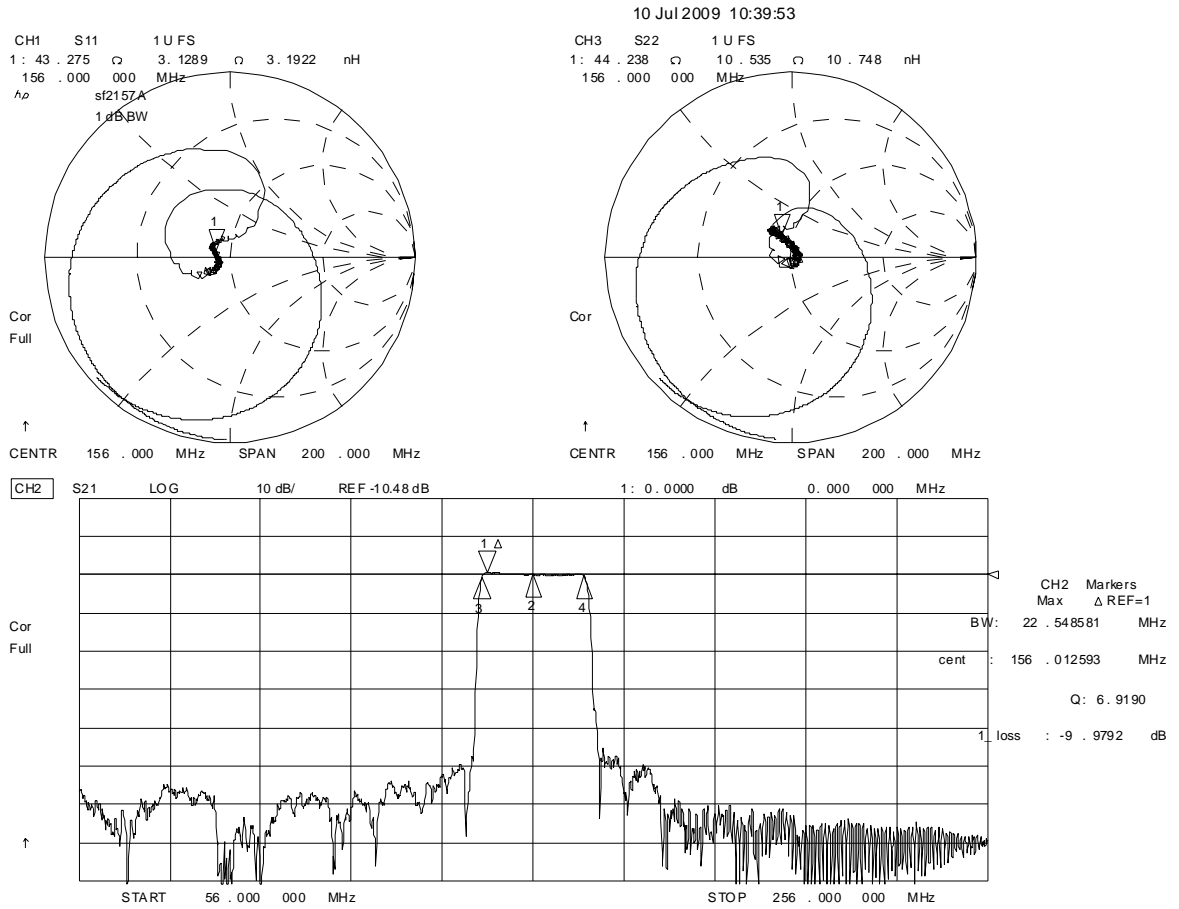 10 Jul 2009 10:39:53
CH1 S11 1 U FS
1 : 43 . 275 Ω 3 . 1289 Ω 3 . 1922 nH
156 . 000 000 MHz
hp sf2157A
1 dB BW
1
Cor
Full
↑
CENTR 156 . 000 MHz SPAN 200 . 000 MHz
CH3 S22 1 U FS
1 : 44 . 238 Ω 10 . 535 Ω 10 . 748 nH
156 . 000 000 MHz
1
Cor
↑
CENTR 156 . 000 MHz SPAN 200 . 000 MHz
CH2 S21 LOG 10 dB/ REF -10.48 dB 1 : 0 . 0000 dB 0 . 000 000 MHz
1 Δ
3 2 4
Cor
Full
↑
CH2 Markers
Max Δ REF=1
BW: 22 . 548581 MHz
cent : 156 . 012593 MHz
Q: 6 . 9190
1_ loss : -9 . 9792 dB
START 56 . 000 000 MHz STOP 256 . 000 000 MHz